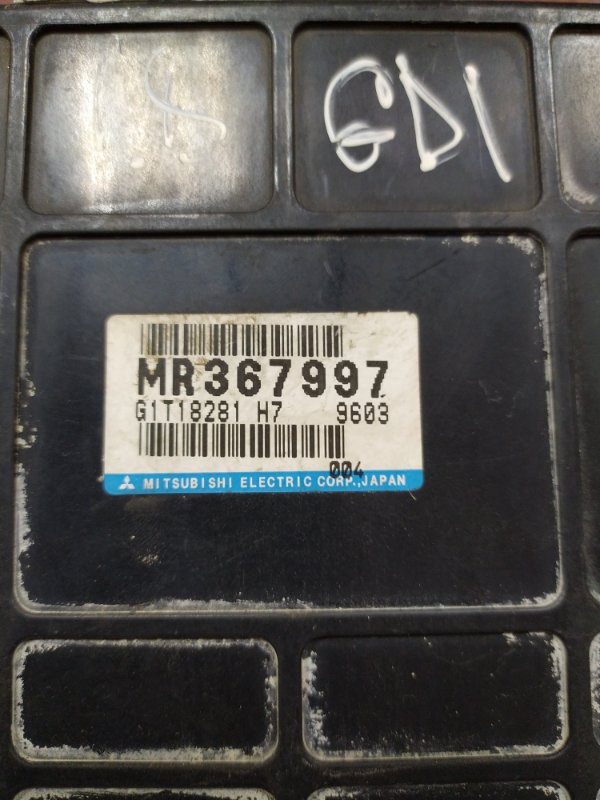 GDI
MR367997
G1T18281 H7 9603
004
MITSUBISHI ELECTRIC CORP.,JAPAN